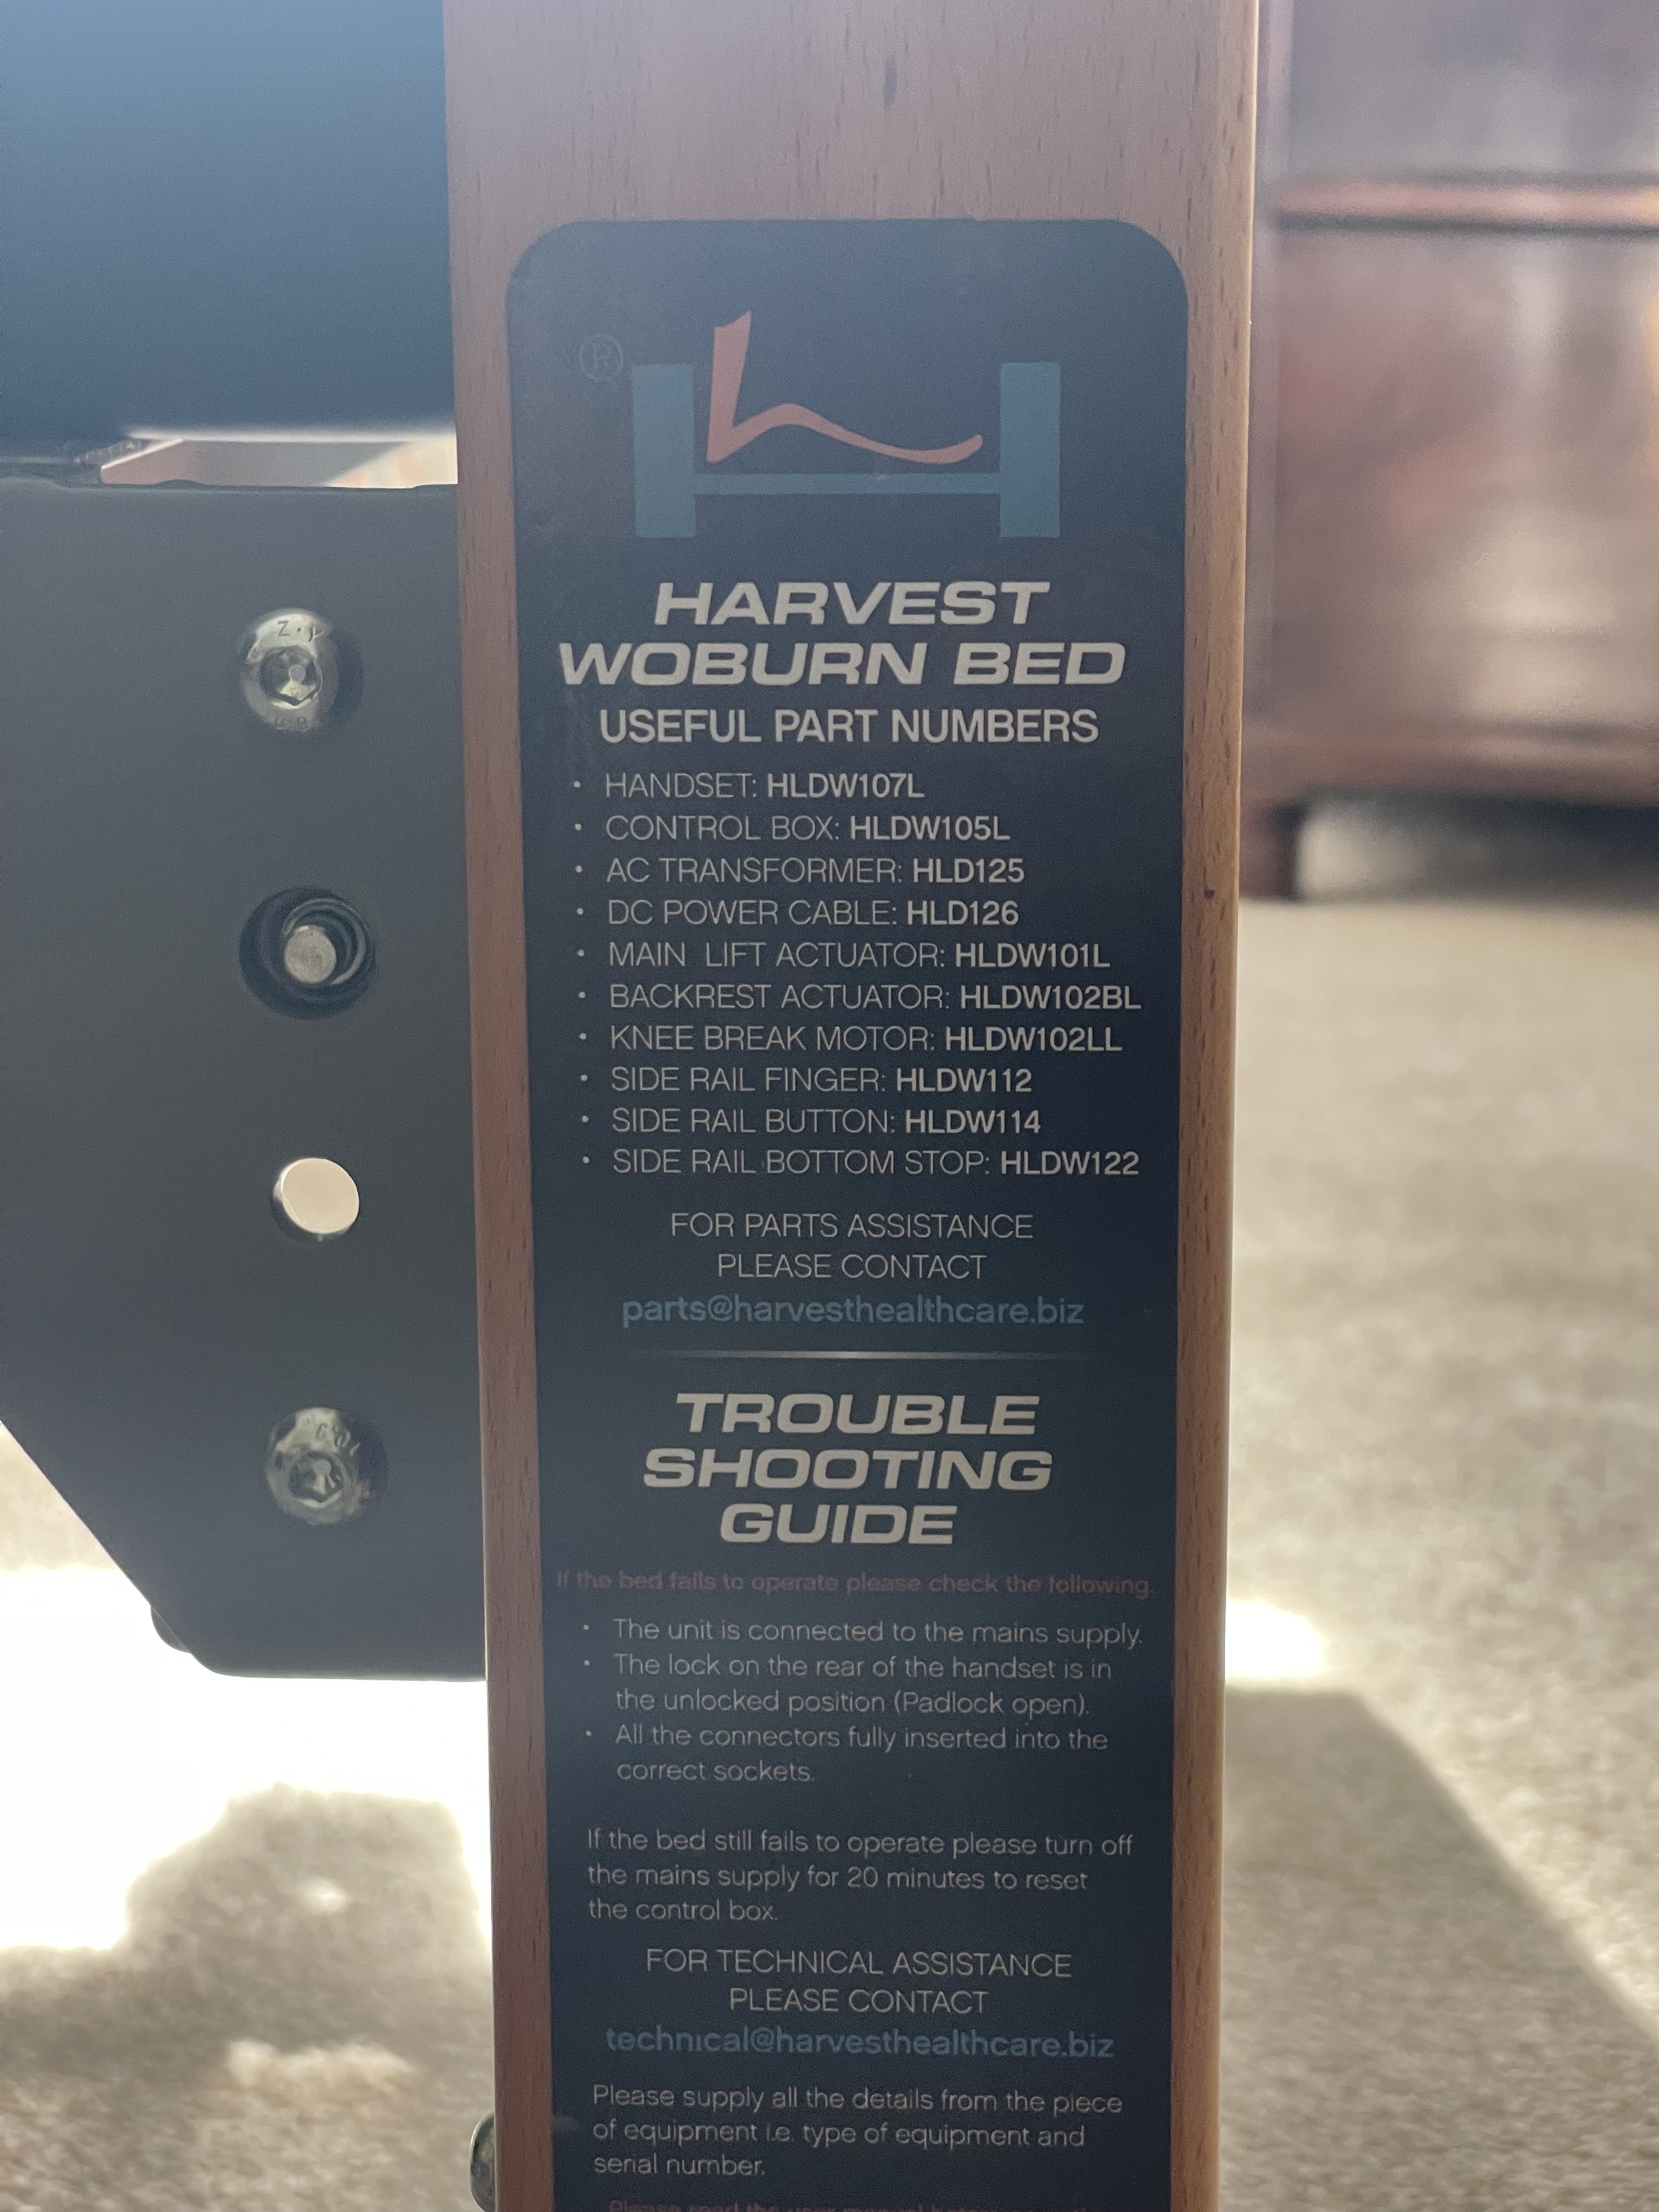 ®
HARVEST
WOBURN BED
USEFUL PART NUMBERS
• HANDSET: HLDW107L
• CONTROL BOX: HLDW105L
• AC TRANSFORMER: HLD125
• DC POWER CABLE: HLD126
• MAIN LIFT ACTUATOR: HLDW101L
• BACKREST ACTUATOR: HLDW102BL
• KNEE BREAK MOTOR: HLDW102LL
• SIDE RAIL FINGER: HLDW112
• SIDE RAIL BUTTON: HLDW114
• SIDE RAIL BOTTOM STOP: HLDW122
FOR PARTS ASSISTANCE
PLEASE CONTACT
parts@harvesthealthcare.biz
TROUBLE
SHOOTING
GUIDE
If the bed fails to operate please check the following.
• The unit is connected to the mains supply.
• The lock on the rear of the handset is in
the unlocked position (Padlock open).
• All the connectors fully inserted into the
correct sockets.
If the bed still fails to operate please turn off
the mains supply for 20 minutes to reset
the control box.
FOR TECHNICAL ASSISTANCE
PLEASE CONTACT
technical@harvesthealthcare.biz
Please supply all the details from the piece
of equipment i.e. type of equipment and
serial number.
Please read the user manual